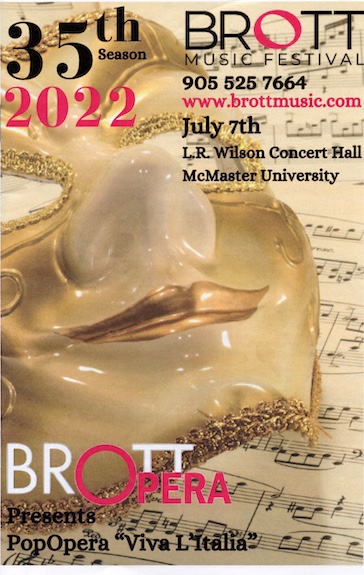 35th
Season
2022
BROTT
MUSIC FESTIVAL
905 525 7664
www.brottmusic.com
July 7th
L.R. Wilson Concert Hall
McMaster University
BROTT
OPERA
Presents
PopOpera “Viva L'Italia”